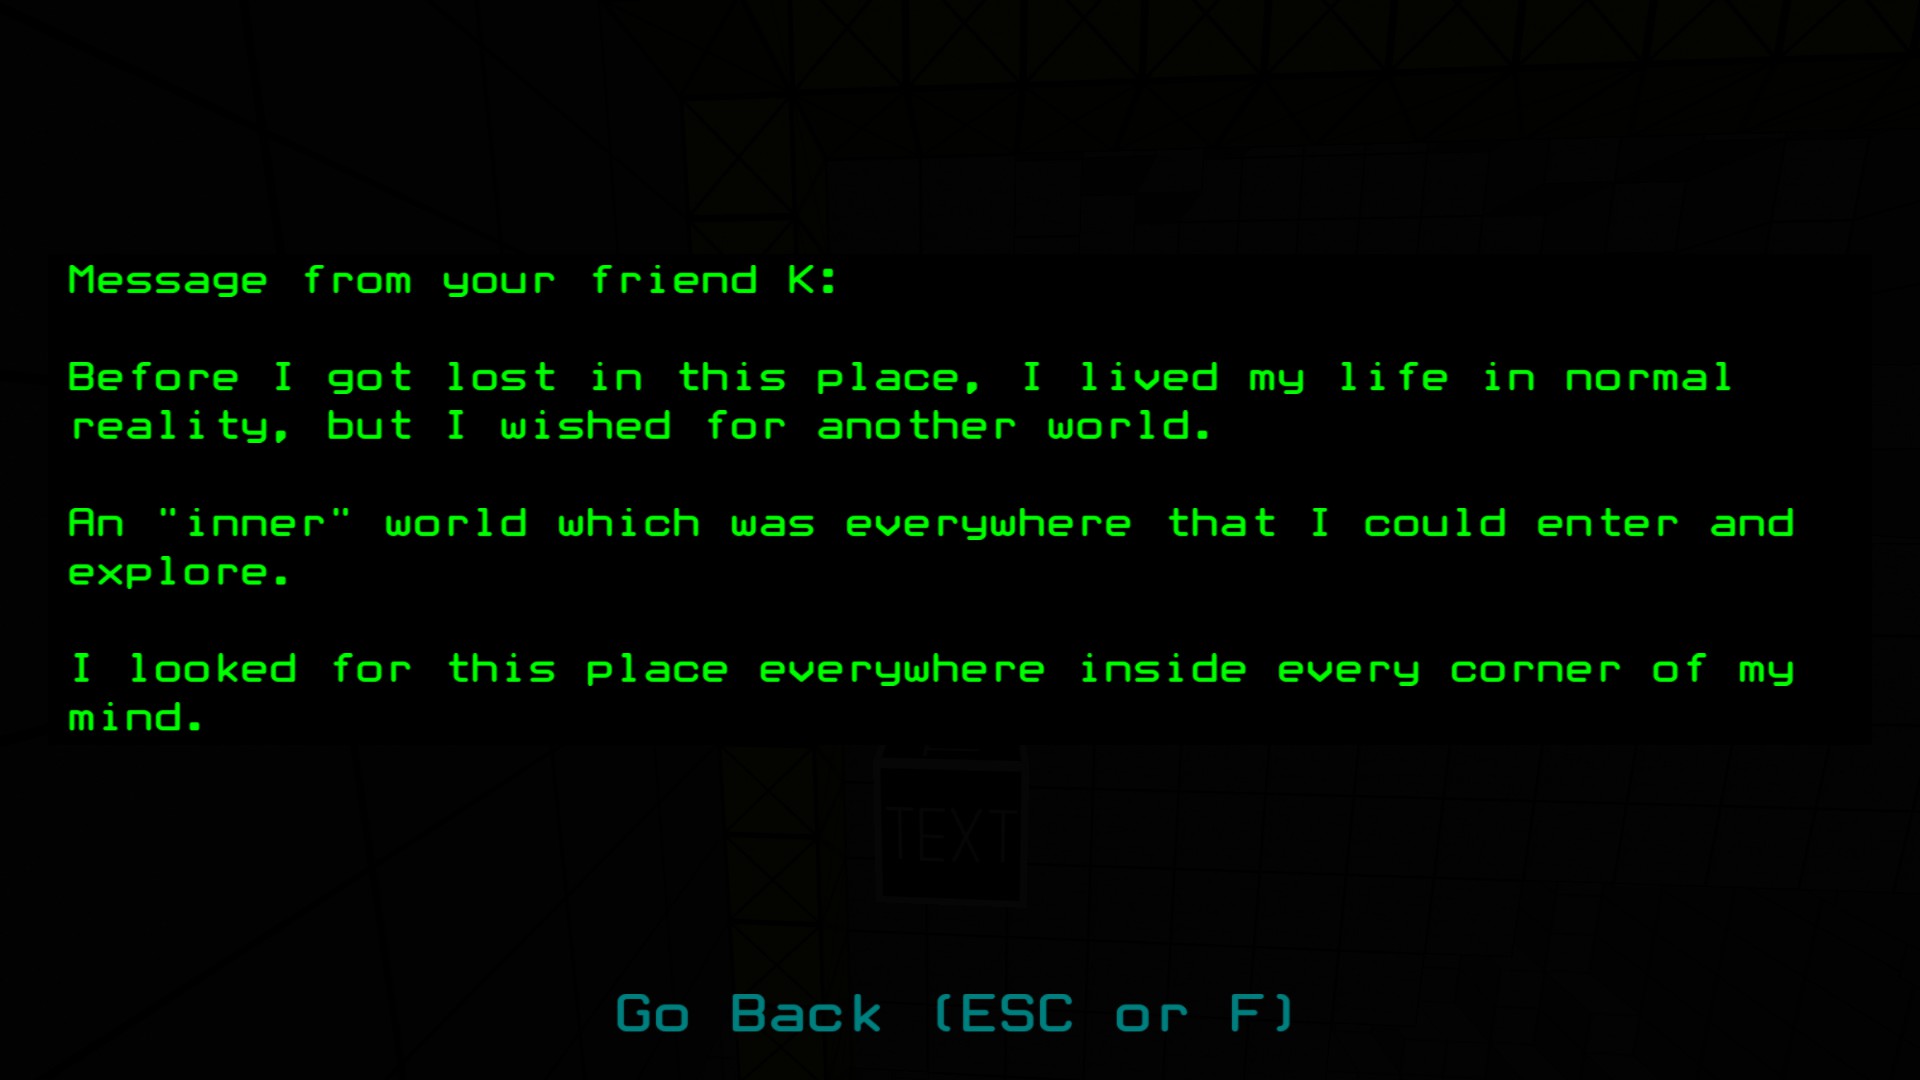 Message from your friend K:
Before I got lost in this place, I lived my life in normal
reality, but I wished for another world.
An "inner" world which was everywhere that I could enter and
explore.
I looked for this place everywhere inside every corner of my
mind.
TEXT
Go Back (ESC or F)